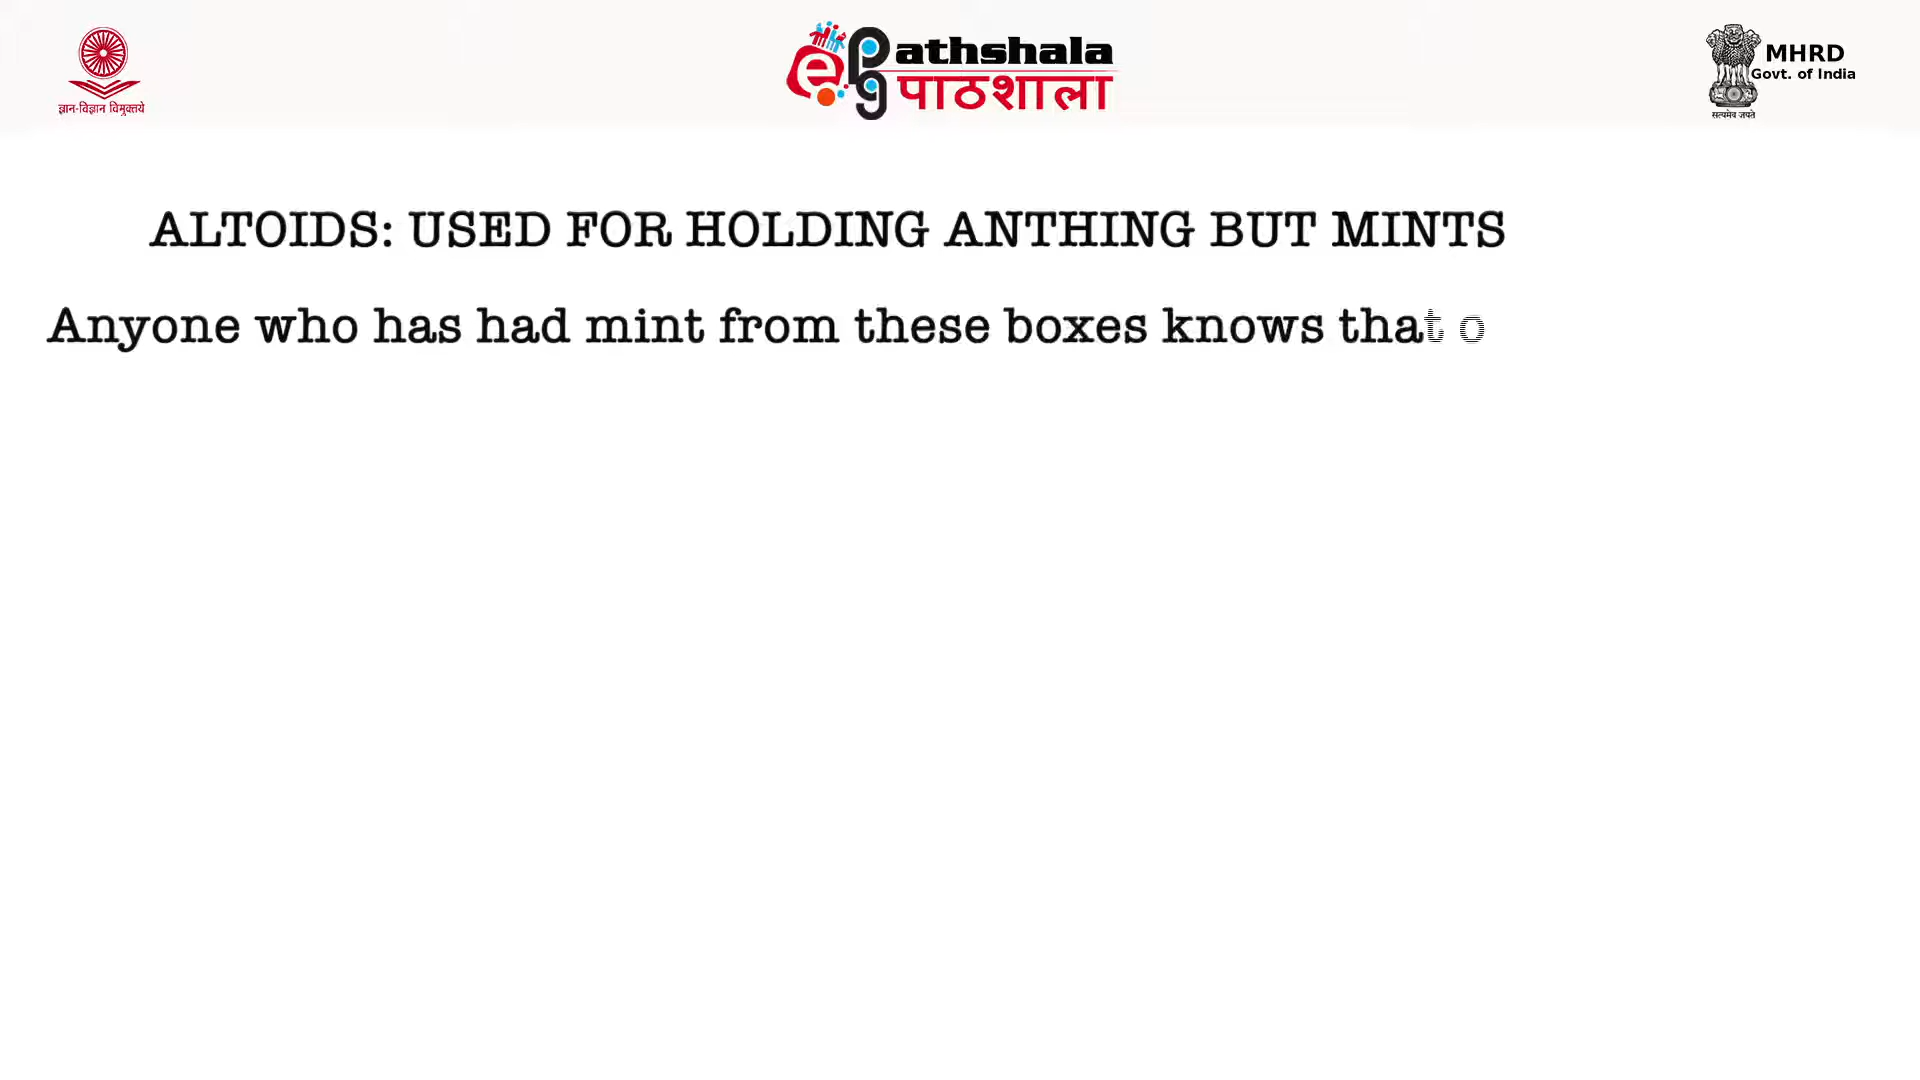 ज्ञान-विज्ञान विमुक्तये
ePG athshala
पाठशाला
MHRD
Govt. of India
सत्यमेव जयते
ALTOIDS: USED FOR HOLDING ANTHING BUT MINTS
Anyone who has had mint from these boxes knows that o